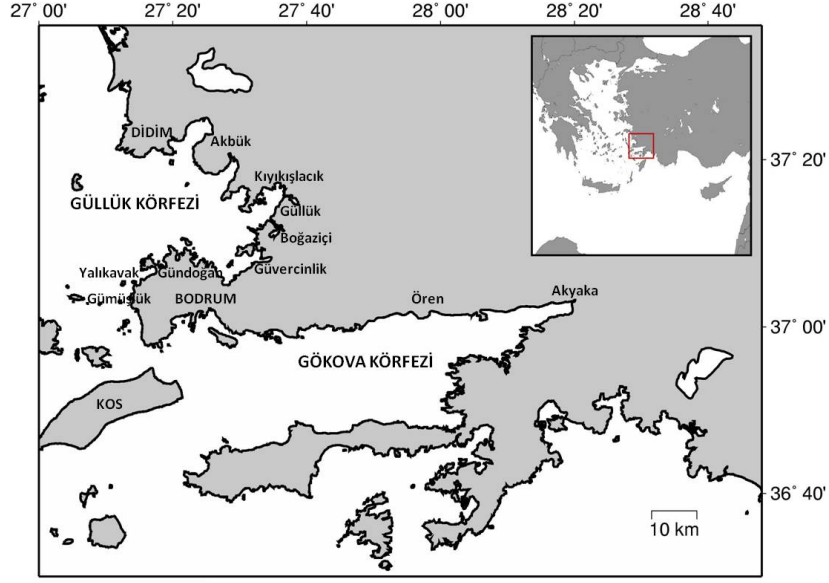 27° 00'
27° 20'
27° 40'
28° 00'
28° 20'
28° 40'
DİDİM
Akbük
37° 20'
Kıyıkışlacık
GÜLLÜK KÖRFEZİ
Güllük
Boğaziçi
Yalıkavak
Gündoğan
Güvercinlik
Gümüşlük
BODRUM
Ören
Akyaka
37° 00'
GÖKOVA KÖRFEZİ
KOS
36° 40'
10 km